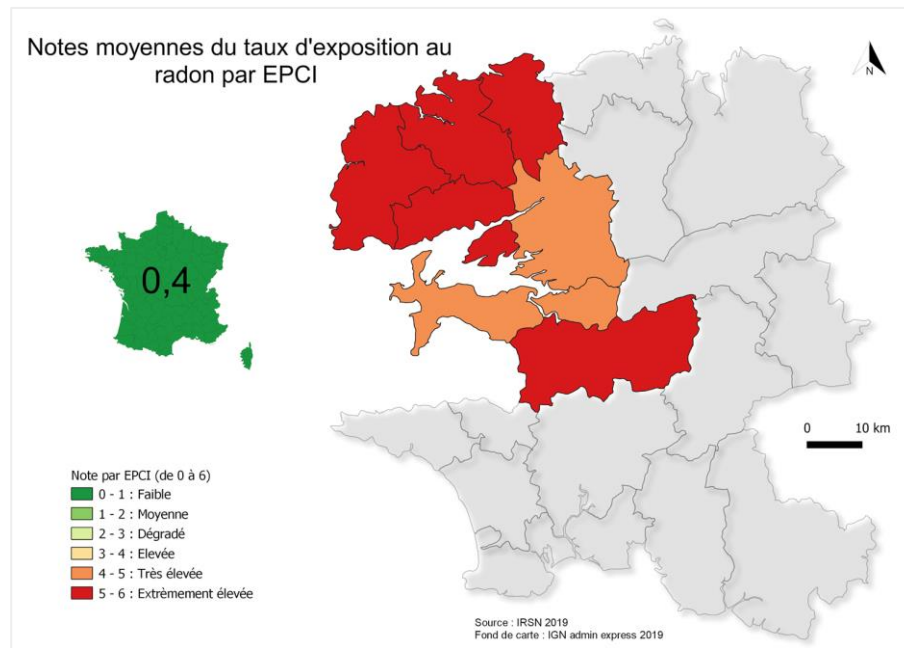 Notes moyennes du taux d'exposition au
radon par EPCI
N
0,4
0 10 km
Note par EPCI (de 0 à 6)
0 - 1 : Faible
1 - 2 : Moyenne
2 - 3 : Dégradé
3 - 4 : Elevée
4 - 5 : Très élevée
5 - 6 : Extrèmement élevée
Source : IRSN 2019
Fond de carte : IGN admin express 2019